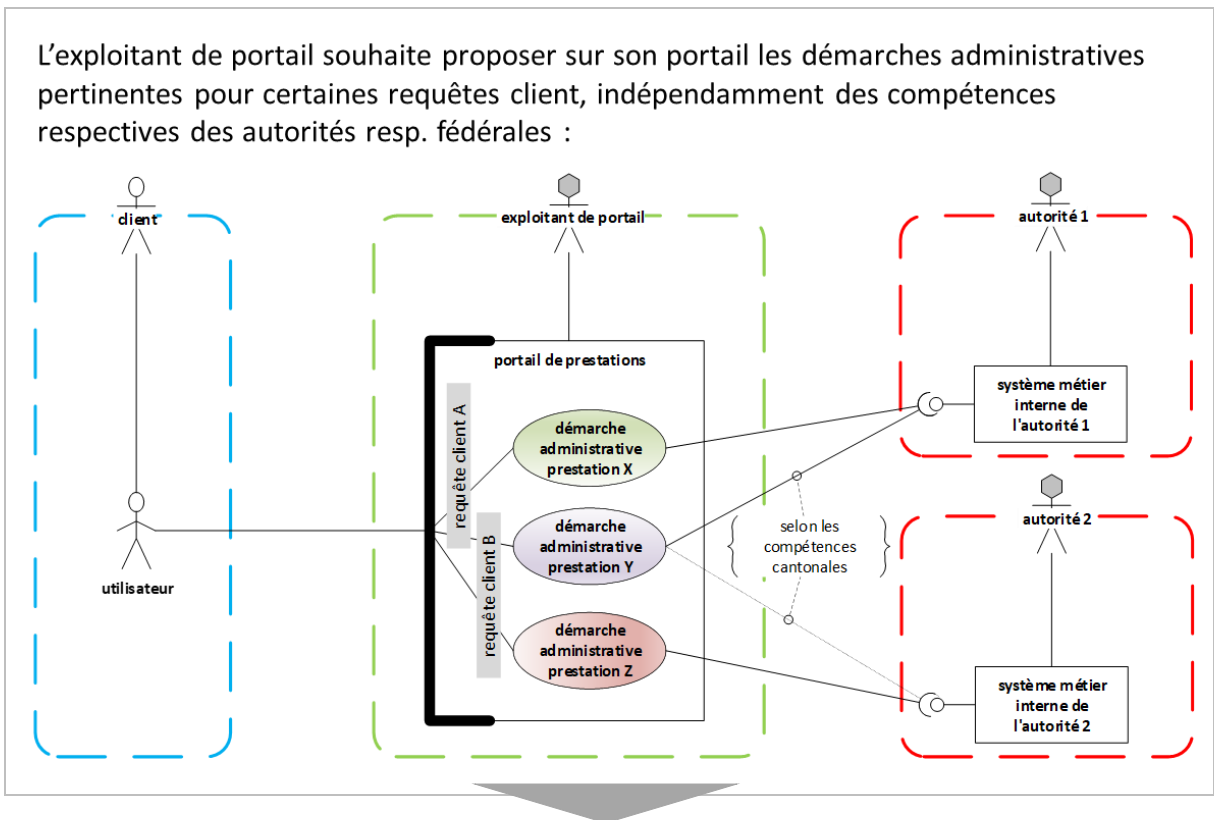 L'exploitant de portail souhaite proposer sur son portail les démarches administratives
pertinentes pour certaines requêtes client, indépendamment des compétences
respectives des autorités resp. fédérales :
client
exploitant de portail
autorité 1
portail de prestations
requête client A
démarche
administrative
prestation X
système métier
interne de
l'autorité 1
requête client B
démarche
administrative
prestation Y
selon les
compétences
cantonales
autorité 2
utilisateur
démarche
administrative
prestation Z
système métier
interne de
l'autorité 2